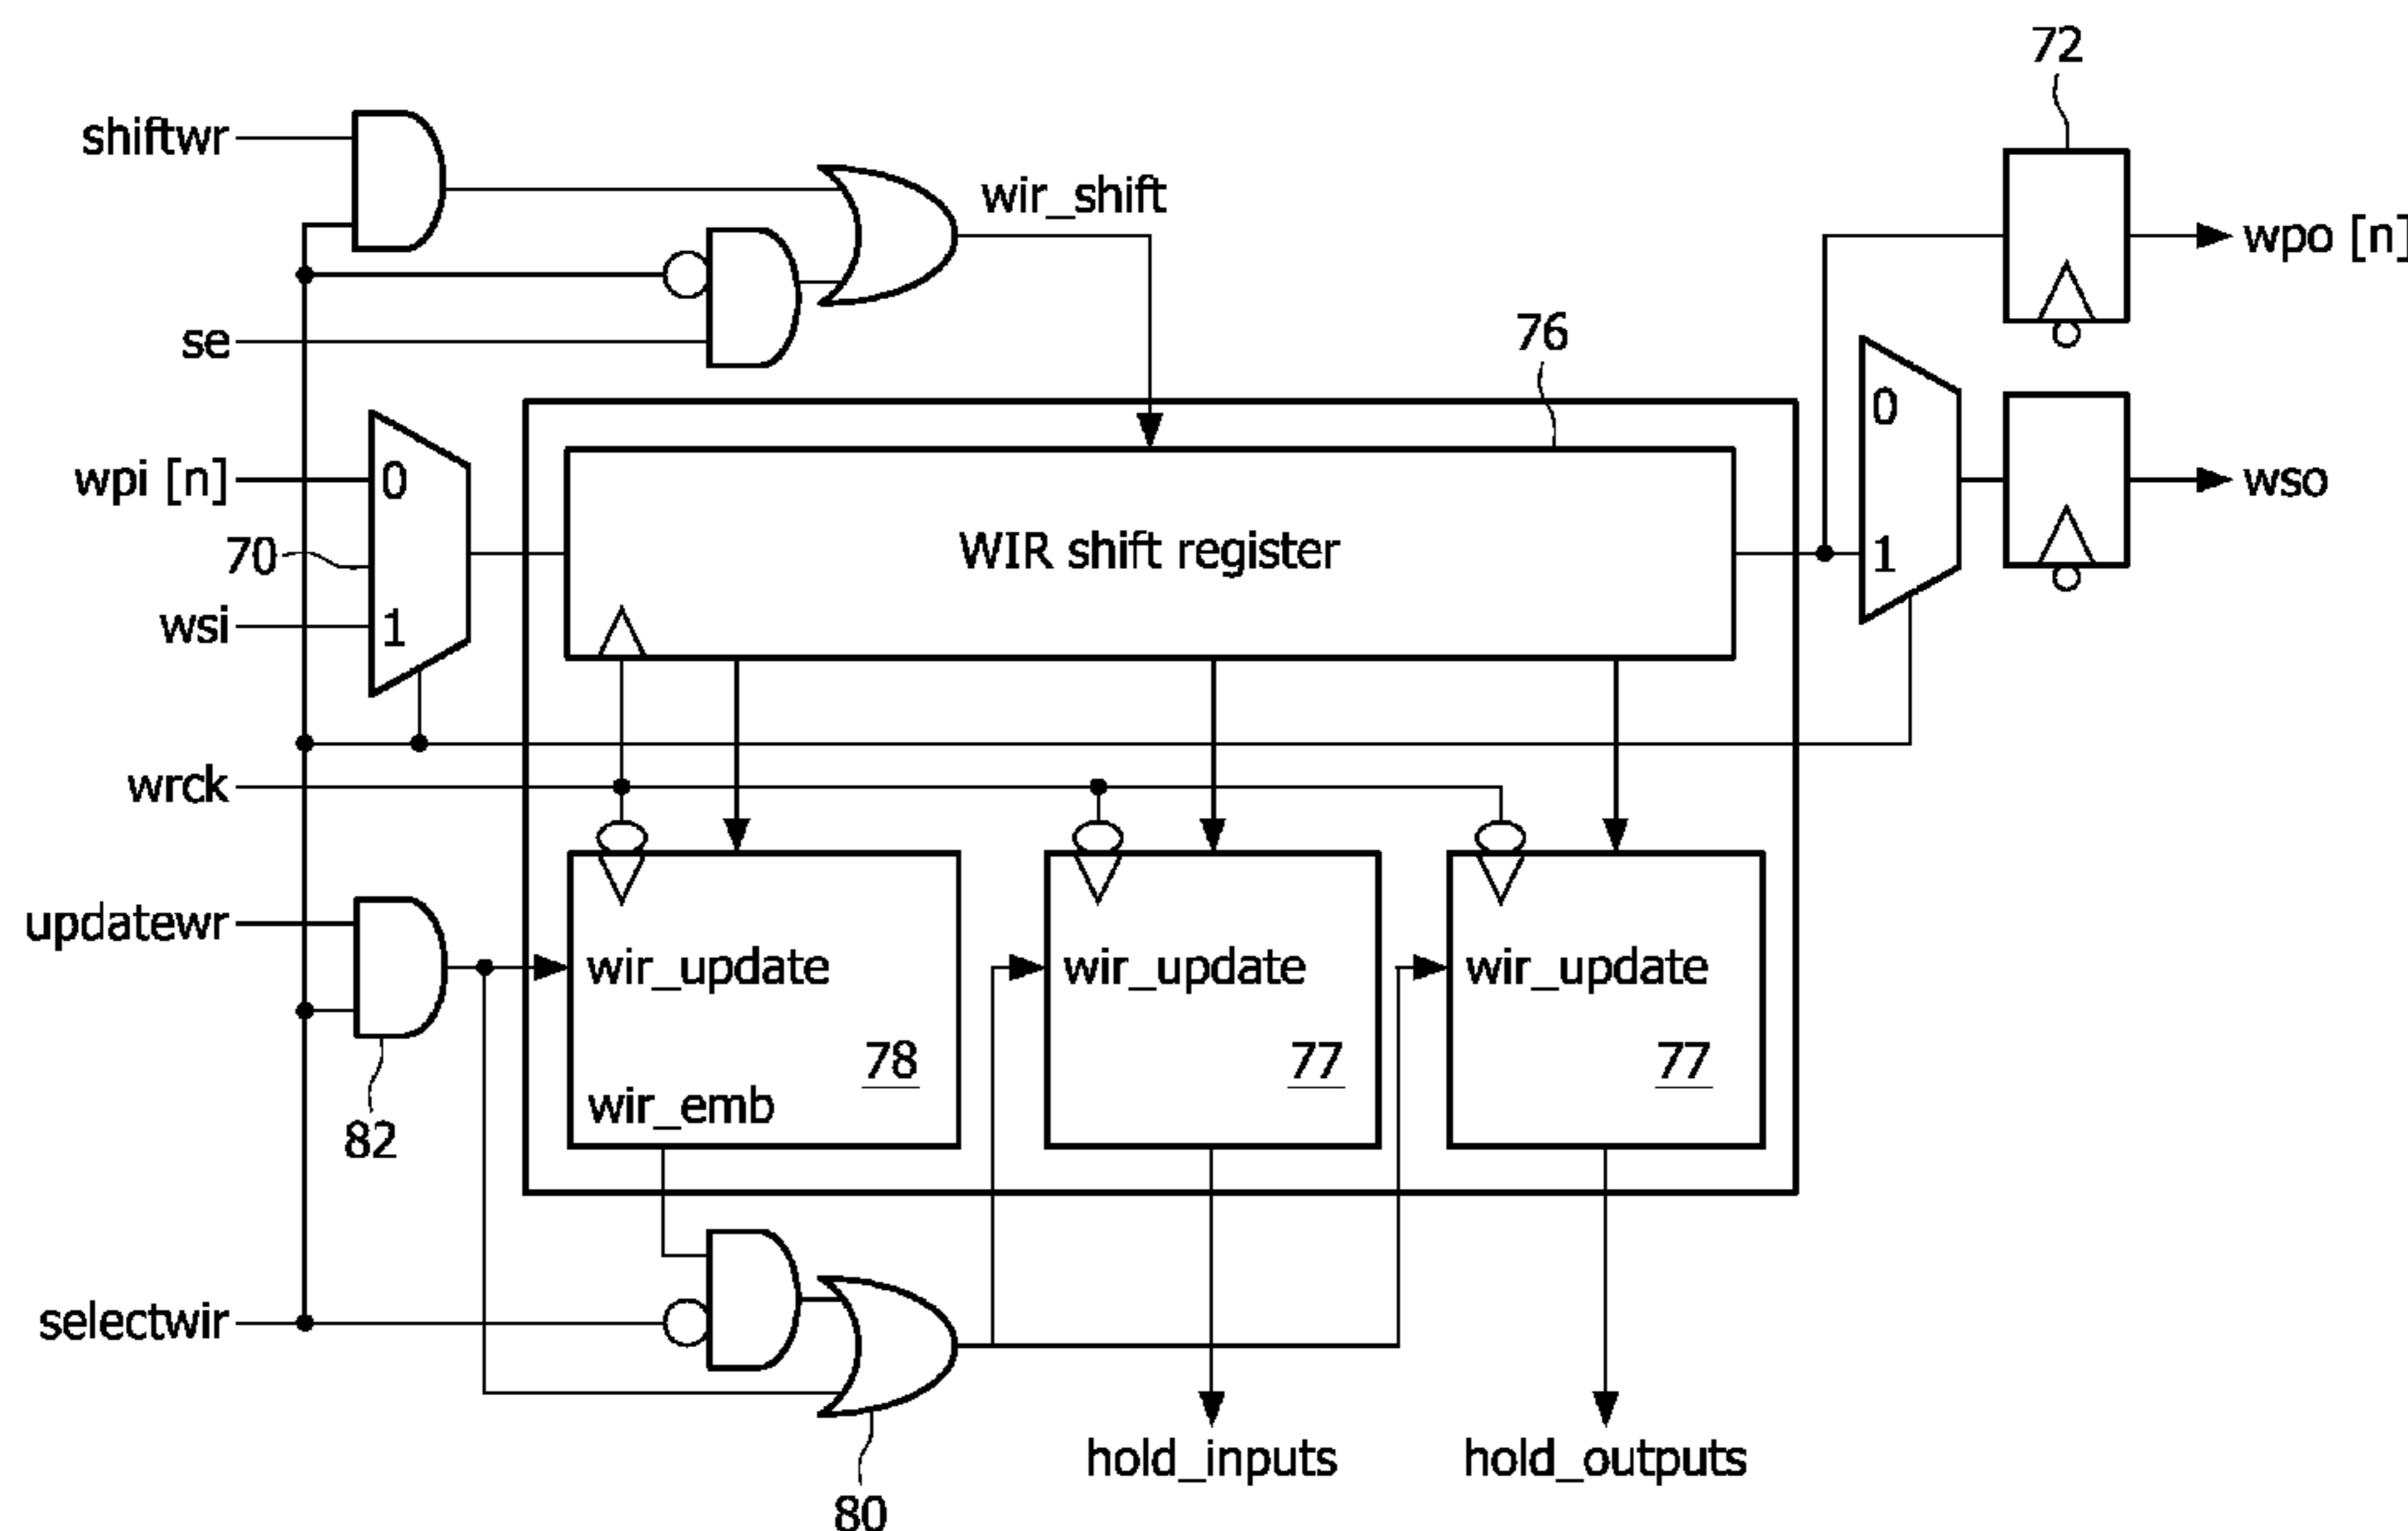 72
shiftwr
wir_shift
wpo [n]
se
76
0
wpi [n]
0
wso
70
WIR shift register
1
wsi
1
wrck
updatewr
wir_update
wir_update
wir_update
78
77
77
wir_emb
82
selectwir
hold_inputs
hold_outputs
80